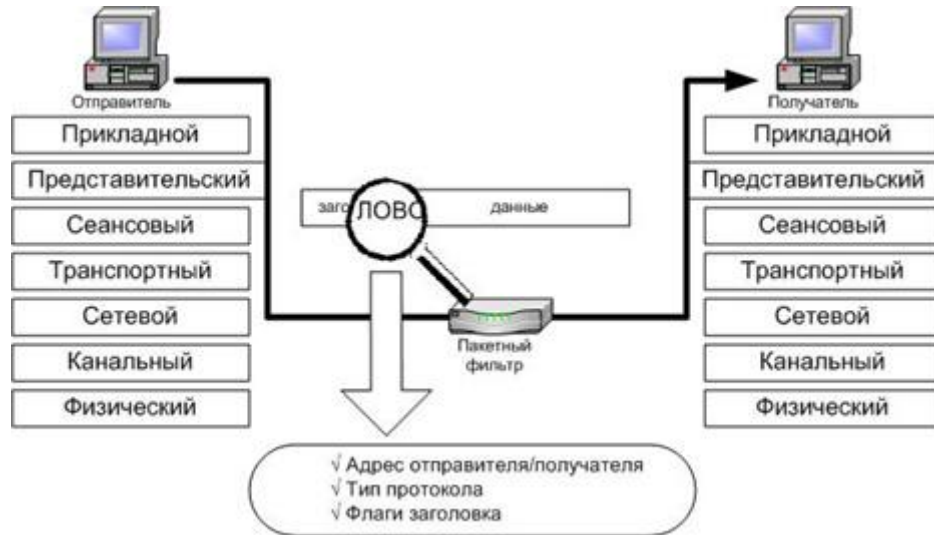 Отправитель
Прикладной
Представительский
Сеансовый
Транспортный
Сетевой
Канальный
Физический
заго ЛОВО данные
Пакетный
фильтр
√ Адрес отправителя/получателя
√ Тип протокола
√ Флаги заголовка
Получатель
Прикладной
Представительский
Сеансовый
Транспортный
Сетевой
Канальный
Физический